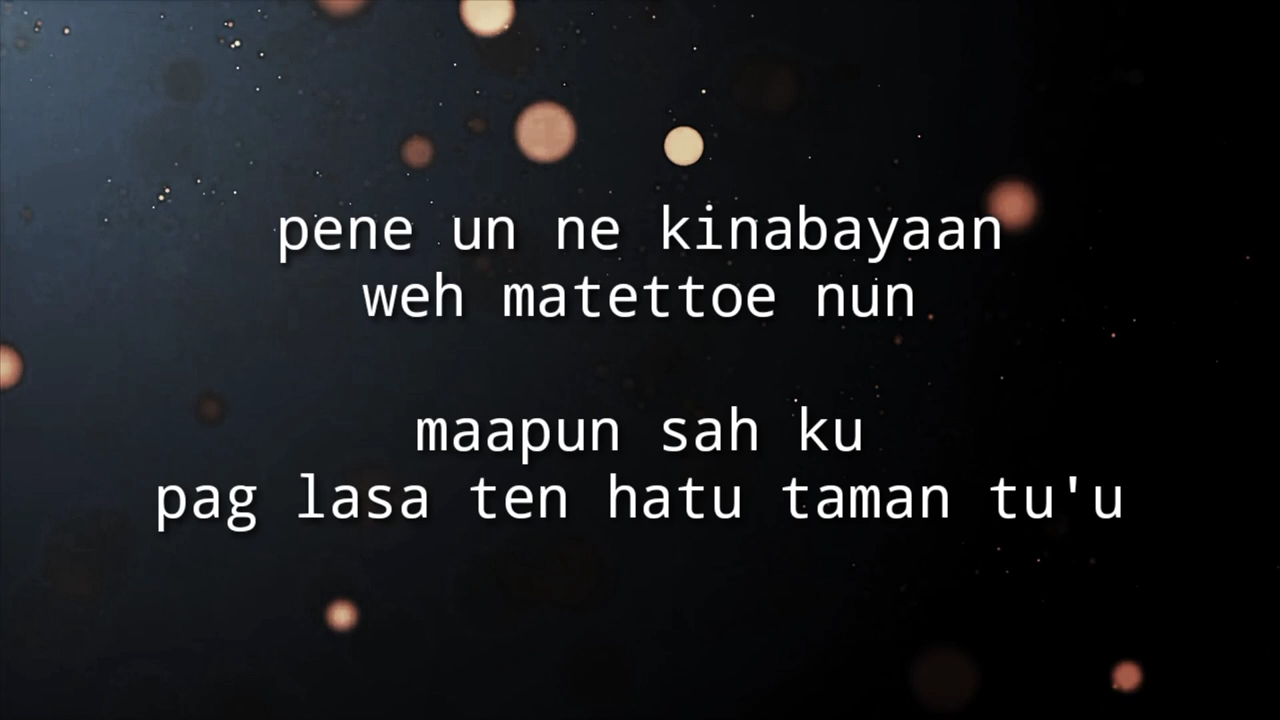 pene un ne kinabayaan
weh matettoe nun
maapun sah ku
pag lasa ten hatu taman tu'u